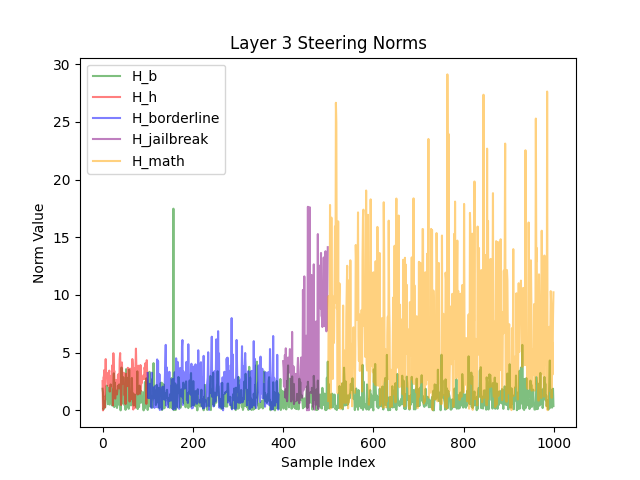 Layer 3 Steering Norms
H_b
H_h
H_borderline
H_jailbreak
H_math
30
25
20
15
10
5
0
Norm Value
0 200 400 600 800 1000
Sample Index